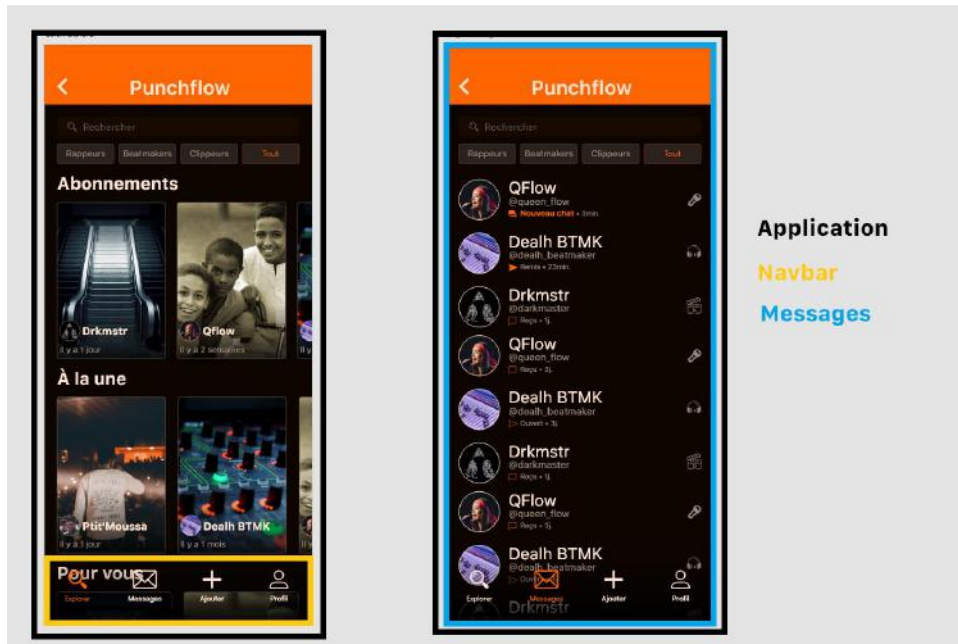 Punchflow
Rechercher
Rappeurs Beatmakers Clippeurs Tout
Abonnements
Drkmstr
Il y a 1 jour
Qflow
Il y a 2 semaines
Il y
À la une
Ptit'Moussa
Il y a 1 jour
Dealh BTMK
Il y a 1 mois
Il y
Pour vous
Explorer Messages Ajouter Profil
Punchflow
Rechercher
Rappeurs Beatmakers Clippeurs Tout
QFlow
@queen_flow
Nouveau chat • 3min.
Dealh BTMK
@dealh_beatmaker
Remix • 23min.
Drkmstr
@darkmaster
Reçu • 1j.
QFlow
@queen_flow
Reçu • 3j.
Dealh BTMK
@dealh_beatmaker
Ouvert • 3j.
Drkmstr
@darkmaster
Reçu • 1j.
QFlow
@queen_flow
Reçu • 3j.
Dealh BTMK
@dealh_beatmaker
Explorer Messages Ajouter Profil
Drkmstr
Application
Navbar
Messages